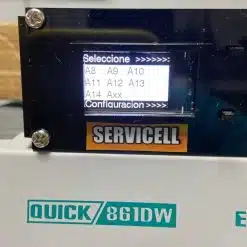 Seleccione >>>>>>:
A8 A9 A10
A11 A12 A13
A14 Axx
Configuracion>>>>
SERVICELL
QUICK/861DW
E